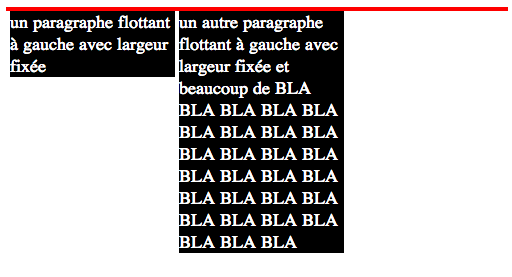 un paragraphe flottant
à gauche avec largeur
fixée
un autre paragraphe
flottant à gauche avec
largeur fixée et
beaucoup de BLA
BLA BLA BLA BLA
BLA BLA BLA BLA
BLA BLA BLA BLA
BLA BLA BLA BLA
BLA BLA BLA BLA
BLA BLA BLA BLA
BLA BLA BLA